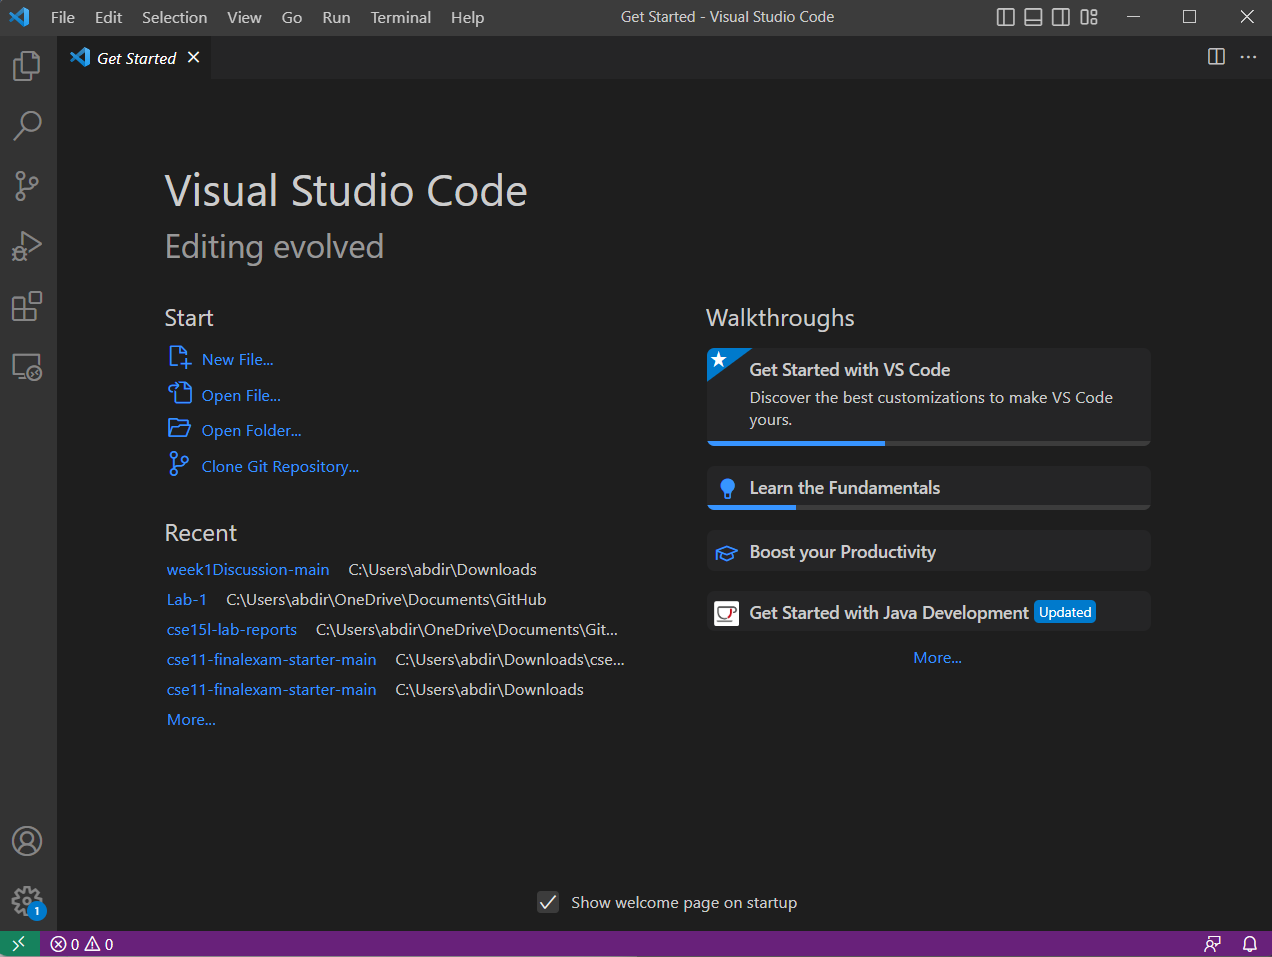 File Edit Selection View Go Run Terminal Help Get Started - Visual Studio Code
Get Started
Visual Studio Code
Editing evolved
Start
New File...
Open File...
Open Folder...
Clone Git Repository...
Recent
week1Discussion-main C:\Users\abdir\Downloads
Lab-1 C:\Users\abdir\OneDrive\Documents\GitHub
cse15l-lab-reports C:\Users\abdir\OneDrive\Documents\Git...
cse11-finalexam-starter-main C:\Users\abdir\Downloads\cse...
cse11-finalexam-starter-main C:\Users\abdir\Downloads
More...
Walkthroughs
Get Started with VS Code
Discover the best customizations to make VS Code
yours.
Learn the Fundamentals
Boost your Productivity
Get Started with Java Development Updated
More...
Show welcome page on startup
1
0 0